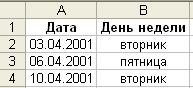 A B
1 Дата День недели
2 03.04.2001 вторник
3 06.04.2001 пятница
4 10.04.2001 вторник